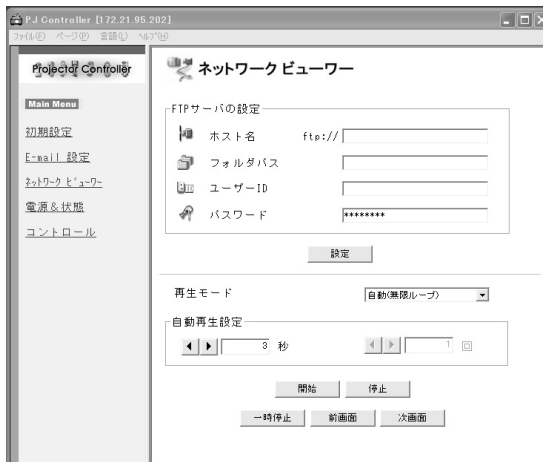 PJ Controller [172.21.95.202]
ファイル(F) ページ(P) 言語(L) ヘルプ(H)
Projector Controller
Main Menu
初期設定
E-mail 設定
ネットワーク ビューワー
電源&状態
コントロール
ネットワーク ビューワー
FTPサーバの設定
ホスト名 ftp://
フォルダパス
ユーザーID
パスワード ********
設定
再生モード 自動(無限ループ)
自動再生設定
3 秒 1 回
開始 停止
一時停止 前画面 次画面